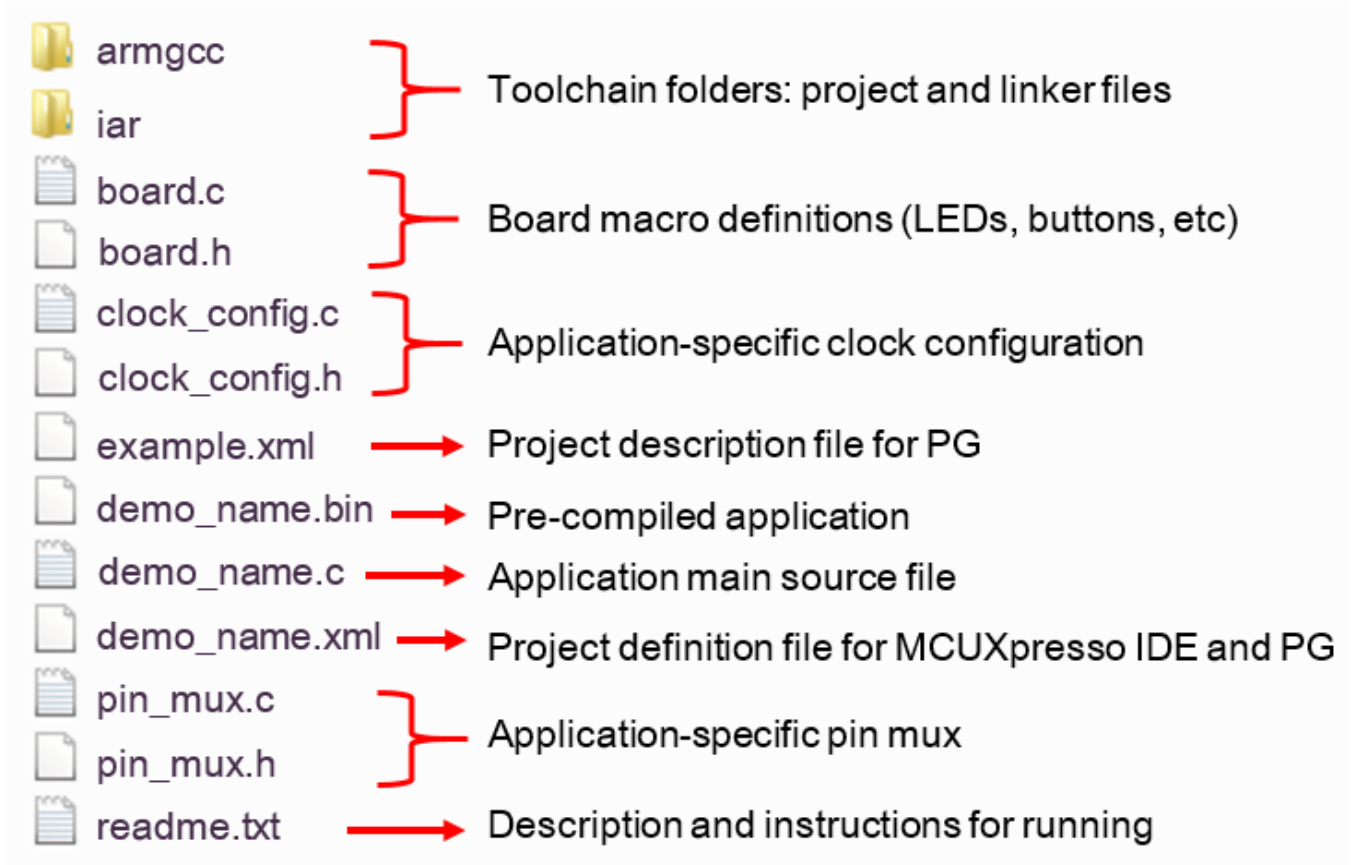 armgcc
iar
Toolchain folders: project and linker files
board.c
board.h
Board macro definitions (LEDs, buttons, etc)
clock_config.c
clock_config.h
Application-specific clock configuration
example.xml Project description file for PG
demo_name.bin Pre-compiled application
demo_name.c Application main source file
demo_name.xml Project definition file for MCUXpresso IDE and PG
pin_mux.c
pin_mux.h
Application-specific pin mux
readme.txt Description and instructions for running